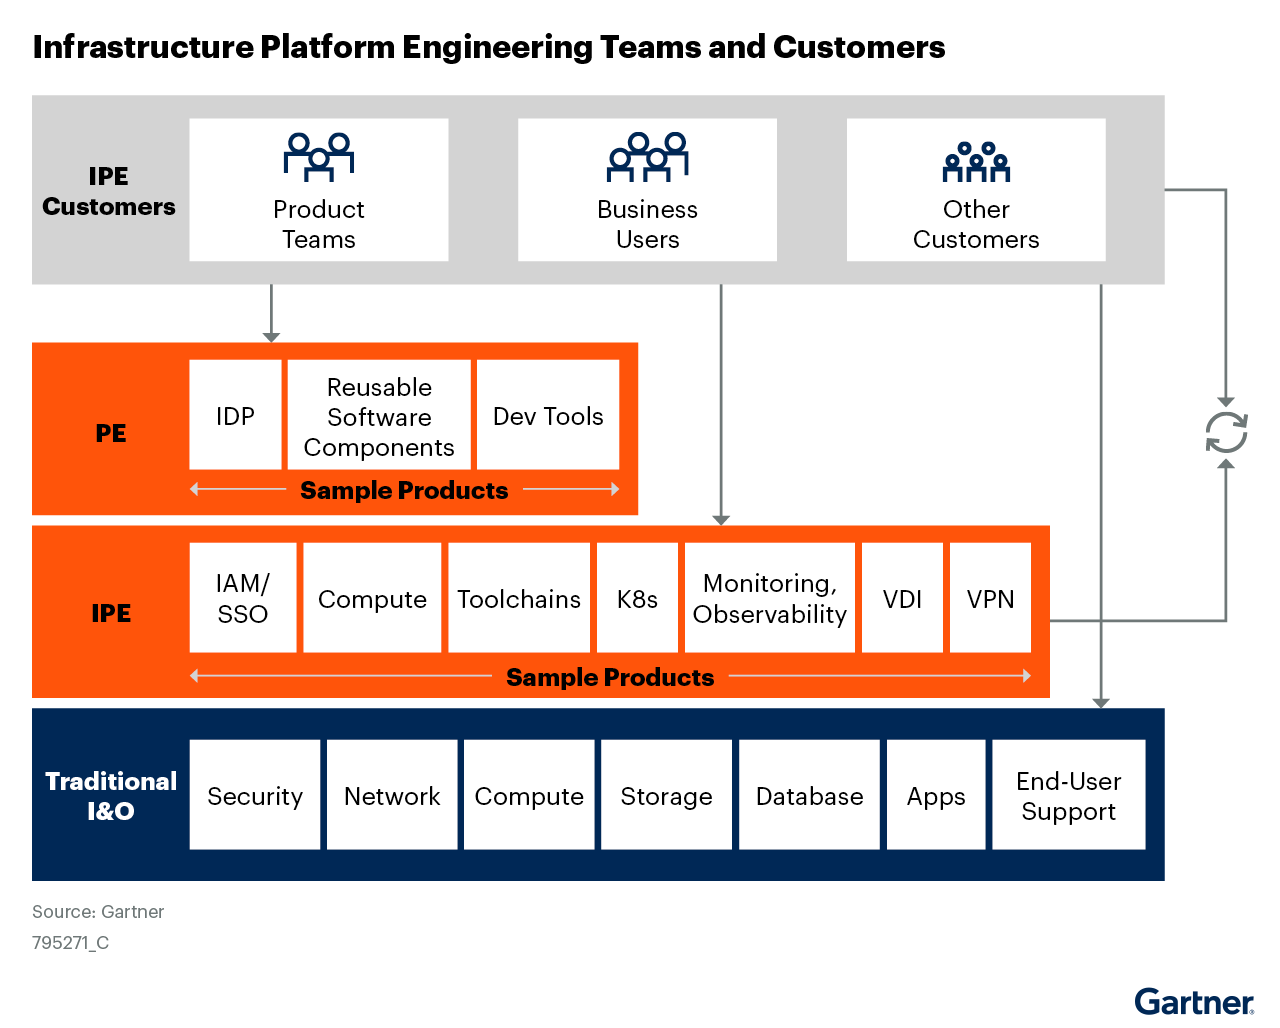 Infrastructure Platform Engineering Teams and Customers
IPE
Customers
Product
Teams
Business
Users
Other
Customers
PE
IDP
Reusable
Software
Components
Dev Tools
Sample Products
IPE
IAM/
SSO
Compute
Toolchains
K8s
Monitoring,
Observability
VDI
VPN
Sample Products
Traditional
I&O
Security
Network
Compute
Storage
Database
Apps
End-User
Support
Source: Gartner
795271_C
Gartner®